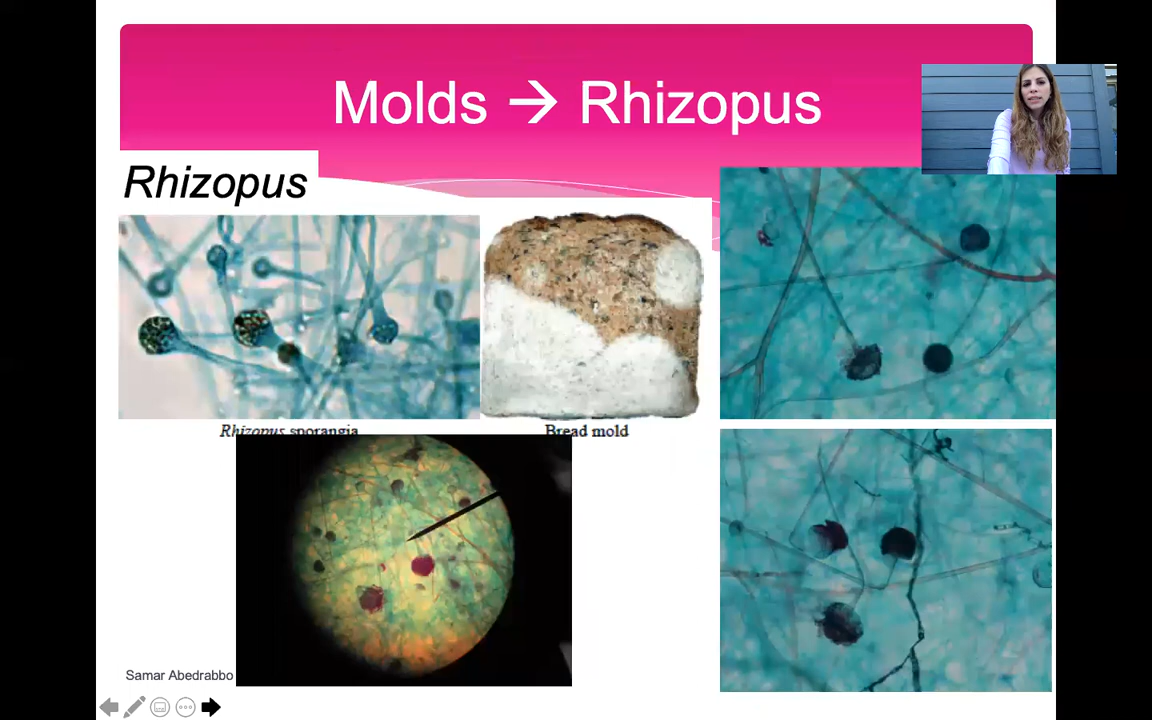 Molds → Rhizopus
Rhizopus
Rhizopus sporangia
Bread mold
Samar Abedrabbo